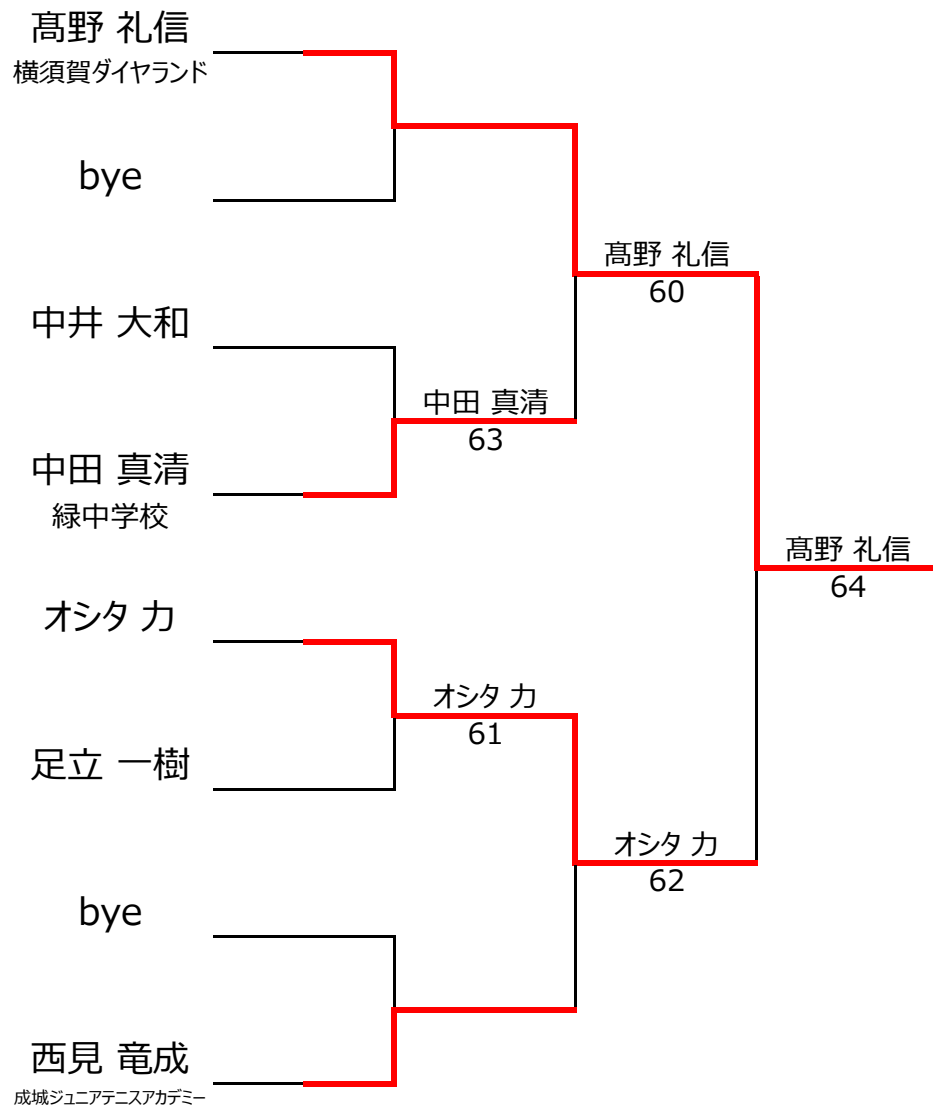 髙野 礼信
横須賀ダイヤランド
bye
髙野 礼信
60
中井 大和
中田 真清
63
中田 真清
緑中学校
髙野 礼信
64
オシタ 力
オシタ 力
61
足立 一樹
オシタ 力
62
bye
西見 竜成
成城ジュニアテニスアカデミー